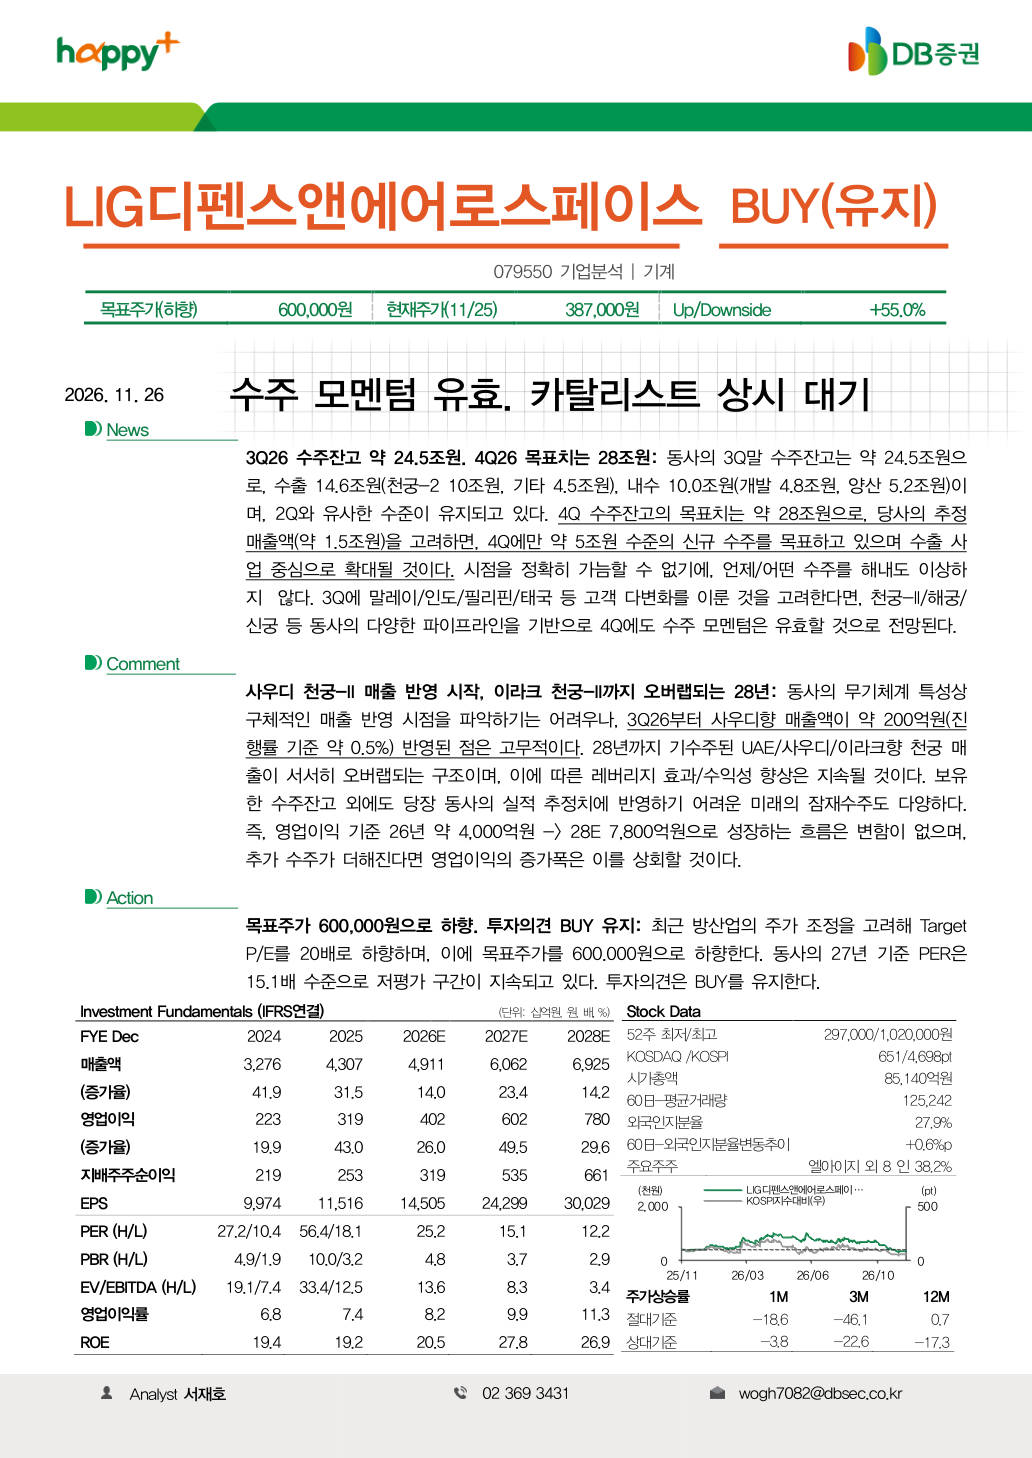 happy+
DB증권
LIG디펜스앤에어로스페이스 BUY(유지)
079550 기업분석 | 기계
목표주가(하향) 600,000원 현재주가(11/25) 387,000원 Up/Downside +55.0%
2026. 11. 26
수주 모멘텀 유효. 카탈리스트 상시 대기
News
3Q26 수주잔고 약 24.5조원, 4Q26 목표치는 28조원: 동사의 3Q말 수주잔고는 약 24.5조원으
로, 수출 14.6조원(천궁-2 10조원, 기타 4.5조원), 내수 10.0조원(개발 4.8조원, 양산 5.2조원)이
며, 2Q와 유사한 수준이 유지되고 있다. 4Q 수주잔고의 목표치는 약 28조원으로, 당사의 추정
매출액(약 1.5조원)을 고려하면, 4Q에만 약 5조원 수준의 신규 수주를 목표하고 있으며 수출 사
업 중심으로 확대될 것이다. 시점을 정확히 가늠할 수 없기에, 언제/어떤 수주를 해내도 이상하
지 않다. 3Q에 말레이/인도/필리핀/태국 등 고객 다변화를 이룬 것을 고려한다면, 천궁-II/해궁/
신궁 등 동사의 다양한 파이프라인을 기반으로 4Q에도 수주 모멘텀은 유효할 것으로 전망된다.
Comment
사우디 천궁-II 매출 반영 시작, 이라크 천궁-II까지 오버랩되는 28년: 동사의 무기체계 특성상
구체적인 매출 반영 시점을 파악하기는 어려우나, 3Q26부터 사우디향 매출액이 약 200억원(진
행률 기준 약 0.5%) 반영된 점은 고무적이다. 28년까지 기수주된 UAE/사우디/이라크향 천궁 매
출이 서서히 오버랩되는 구조이며, 이에 따른 레버리지 효과/수익성 향상은 지속될 것이다. 보유
한 수주잔고 외에도 당장 동사의 실적 추정치에 반영하기 어려운 미래의 잠재수주도 다양하다.
즉, 영업이익 기준 26년 약 4,000억원 -> 28E 7,800억원으로 성장하는 흐름은 변함이 없으며,
추가 수주가 더해진다면 영업이익의 증가폭은 이를 상회할 것이다.
Action
목표주가 600,000원으로 하향. 투자의견 BUY 유지: 최근 방산업의 주가 조정을 고려해 Target
P/E를 20배로 하향하며, 이에 목표주가를 600,000원으로 하향한다. 동사의 27년 기준 PER은
15.1배 수준으로 저평가 구간이 지속되고 있다. 투자의견은 BUY를 유지한다.
Investment Fundamentals (IFRS연결) (단위: 십억원, 원, 배, %)
FYE Dec 2024 2025 2026E 2027E 2028E
매출액 3,276 4,307 4,911 6,062 6,925
(증가율) 41.9 31.5 14.0 23.4 14.2
영업이익 223 319 402 602 780
(증가율) 19.9 43.0 26.0 49.5 29.6
지배주주순이익 219 253 319 535 661
EPS 9,974 11,516 14,505 24,299 30,029
PER (H/L) 27.2/10.4 56.4/18.1 25.2 15.1 12.2
PBR (H/L) 4.9/1.9 10.0/3.2 4.8 3.7 2.9
EV/EBITDA (H/L) 19.1/7.4 33.4/12.5 13.6 8.3 3.4
영업이익률 6.8 7.4 8.2 9.9 11.3
ROE 19.4 19.2 20.5 27.8 26.9
Stock Data
52주 최저/최고 297,000/1,020,000원
KOSDAQ /KOSPI 651/4,698pt
시가총액 85,140억원
60日-평균거래량 125,242
외국인지분율 27.9%
60日-외국인지분율변동추이 +0.6%p
주요주주 엘아이지 외 8 인 38.2%
(천원) LIG디펜스앤에어로스페이… (pt)
KOSPI지수대비(우)
2,000 500
0 0
25/11 26/03 26/06 26/10
주가상승률 1M 3M 12M
절대기준 -18.6 -46.1 0.7
상대기준 -3.8 -22.6 -17.3
Analyst 서재호 02 369 3431 wogh7082@dbsec.co.kr